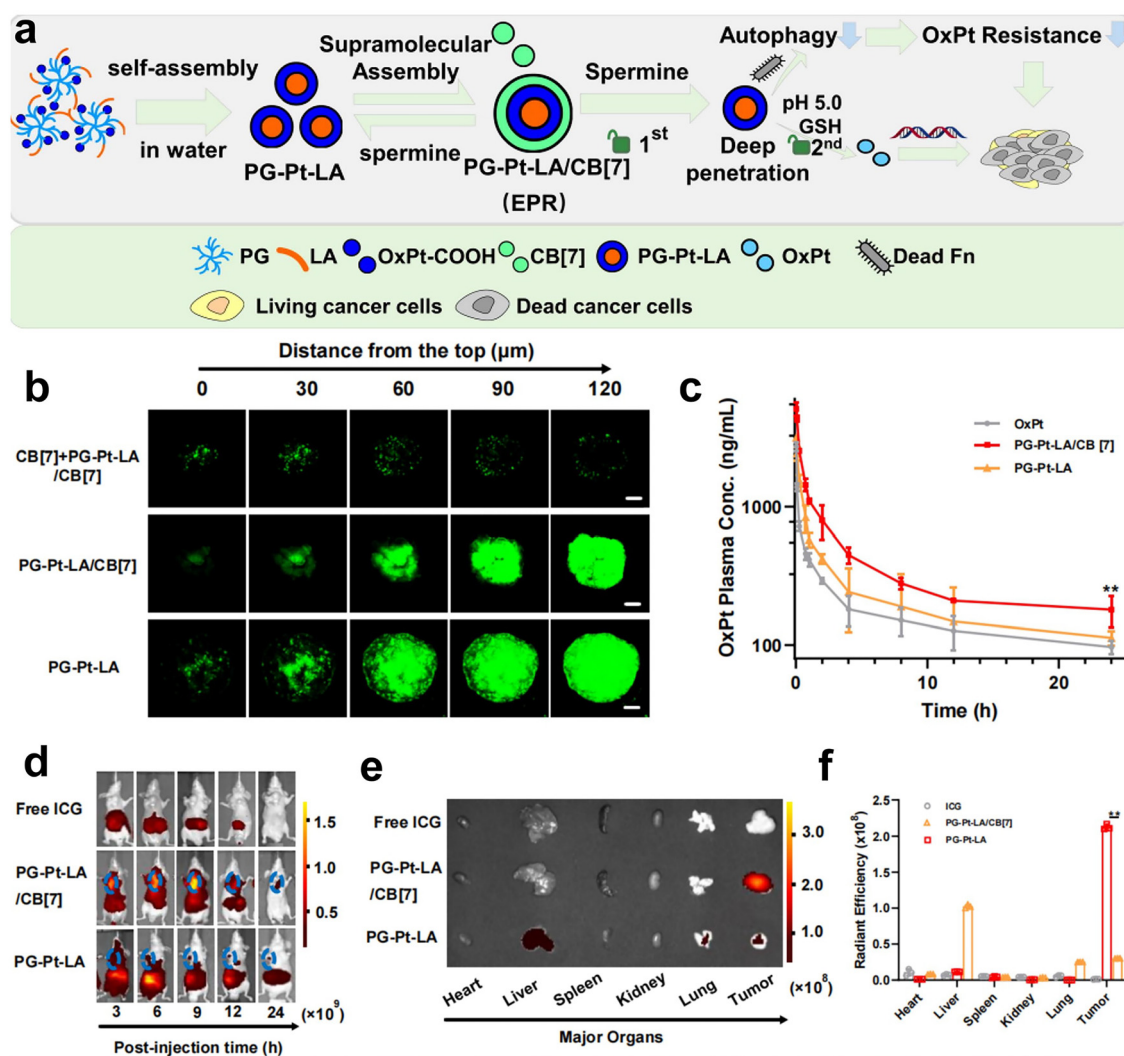 a
self-assembly
in water
PG-Pt-LA
Supramolecular
Assembly
spermine
PG-Pt-LA/CB[7]
(EPR)
Spermine
1st
Autophagy
OxPt Resistance
pH 5.0
GSH
2nd
Deep
penetration
PG
LA
OxPt-COOH
CB[7]
PG-Pt-LA
OxPt
Dead Fn
Living cancer cells
Dead cancer cells
b
Distance from the top (μm)
0 30 60 90 120
CB[7]+PG-Pt-LA
/CB[7]
PG-Pt-LA/CB[7]
PG-Pt-LA
c
OxPt Plasma Conc. (ng/mL)
1000
100
OxPt
PG-Pt-LA/CB [7]
PG-Pt-LA
**
0 10 20
Time (h)
d
Free ICG
PG-Pt-LA
/CB[7]
PG-Pt-LA
1.5
1.0
0.5
3 6 9 12 24 (×10⁹)
Post-injection time (h)
e
Free ICG
PG-Pt-LA
/CB[7]
PG-Pt-LA
3.0
2.0
1.0
(×10⁸)
Heart Liver Spleen Kidney Lung Tumor
Major Organs
f
Radiant Efficiency (×10⁸)
2.5
2.0
1.5
1.0
0.5
0
ICG
PG-Pt-LA/CB[7]
PG-Pt-LA
**
Heart Liver Spleen Kidney Lung Tumor